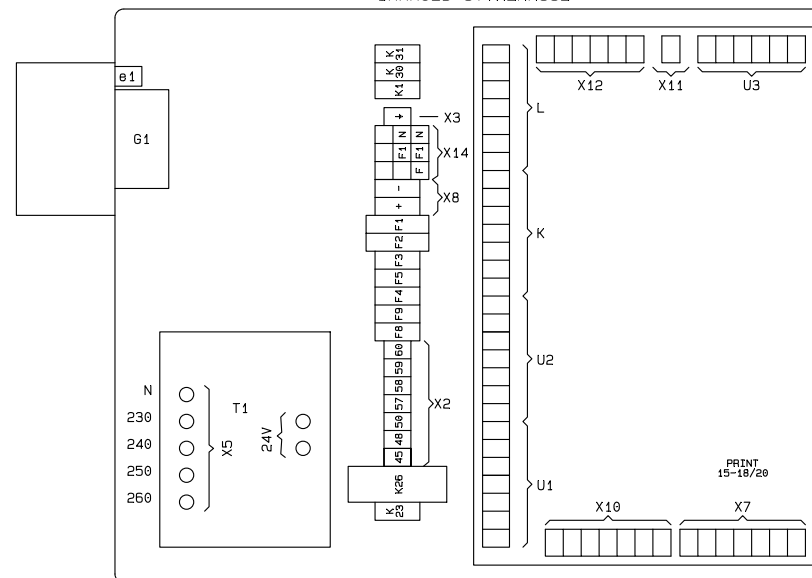 e1
G1
K 31
K 30
K1
X3
N N
F1 F1
F
X14
-
+
X8
F1
F2
F3
F5
F4
F9
F8
60
59
58
57
50
48
45
X2
K26
K 23
N
230
240
250
260
X5
T1
24V
X12
X11
U3
L
K
U2
U1
PRINT
15-18/20
X10
X7